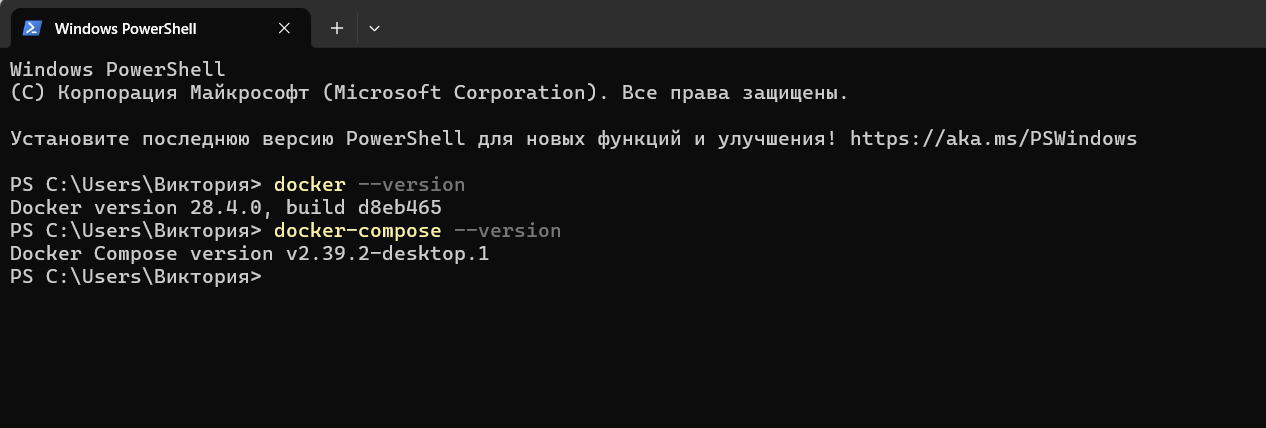 Windows PowerShell
Windows PowerShell
(C) Корпорация Майкрософт (Microsoft Corporation). Все права защищены.
Установите последнюю версию PowerShell для новых функций и улучшения! https://aka.ms/PSWindows
PS C:\Users\Виктория> docker --version
Docker version 28.4.0, build d8eb465
PS C:\Users\Виктория> docker-compose --version
Docker Compose version v2.39.2-desktop.1
PS C:\Users\Виктория>